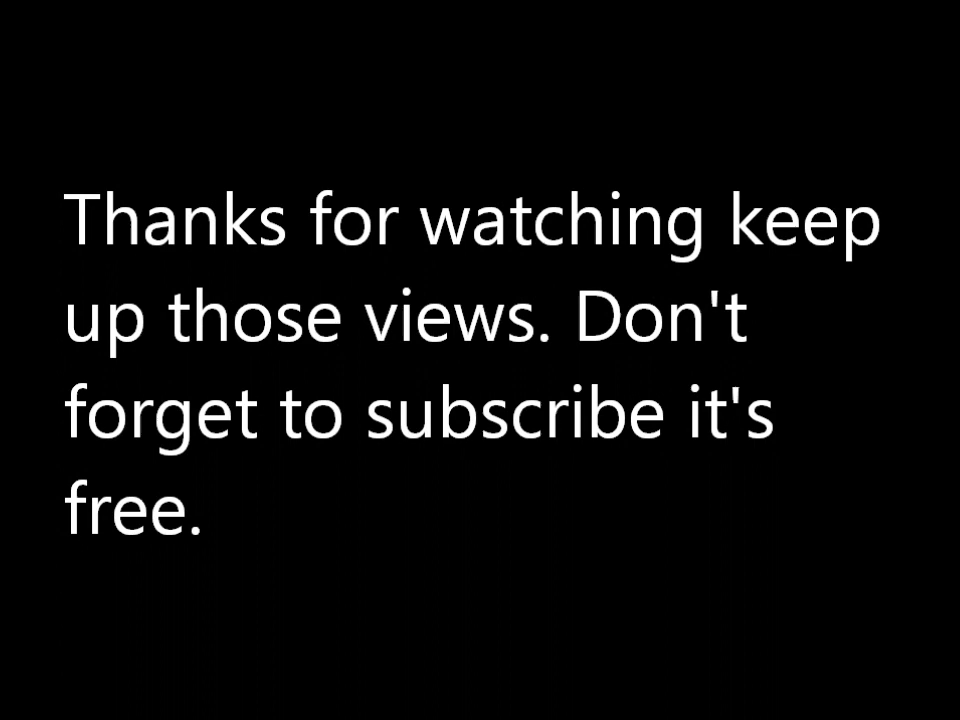 Thanks for watching keep
up those views. Don't
forget to subscribe it's
free.